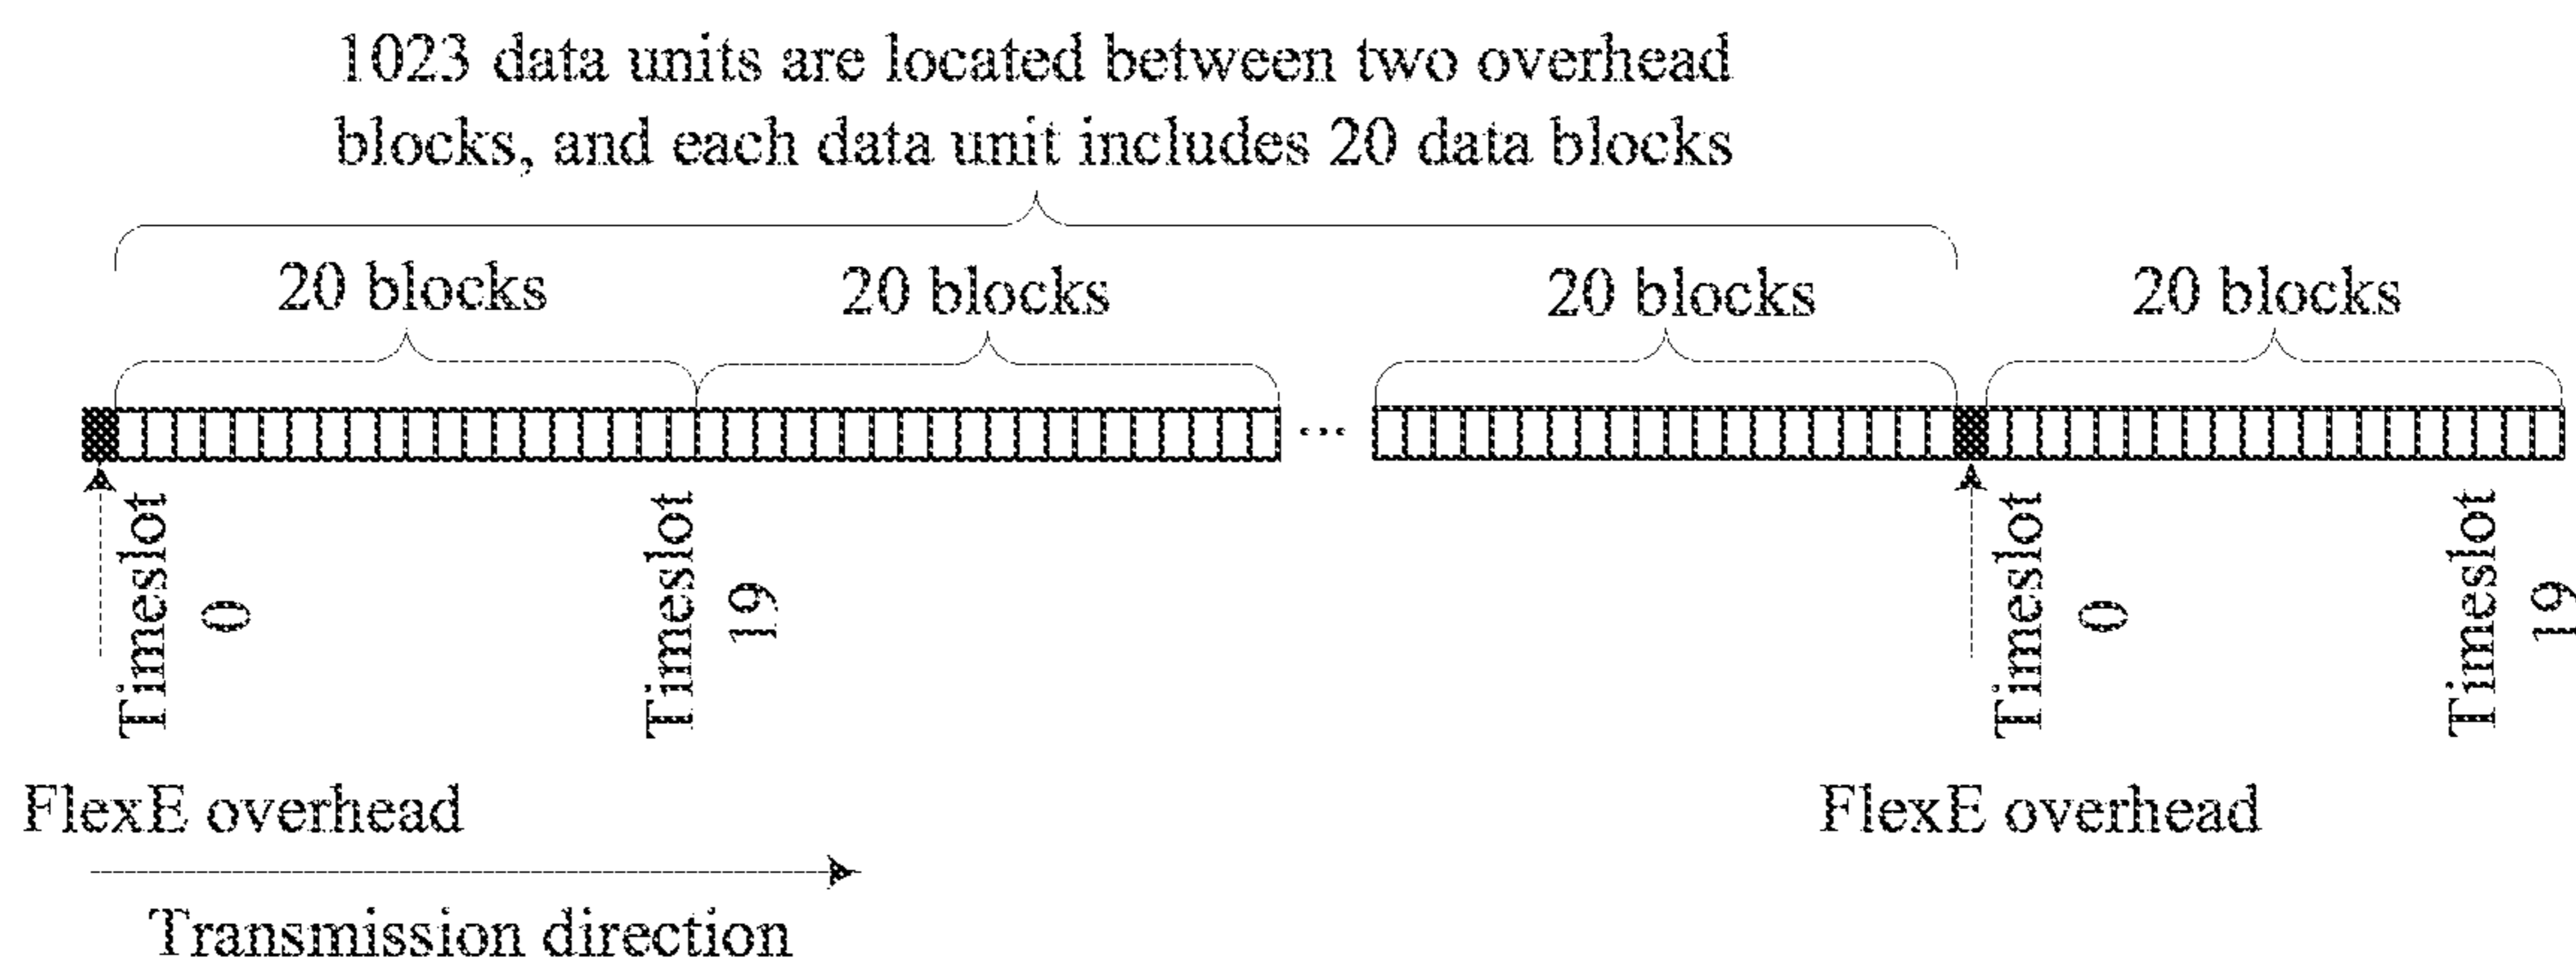 1023 data units are located between two overhead
blocks, and each data unit includes 20 data blocks
20 blocks
20 blocks
20 blocks
20 blocks
...
Timeslot
0
Timeslot
19
Timeslot
0
Timeslot
19
FlexE overhead
FlexE overhead
Transmission direction